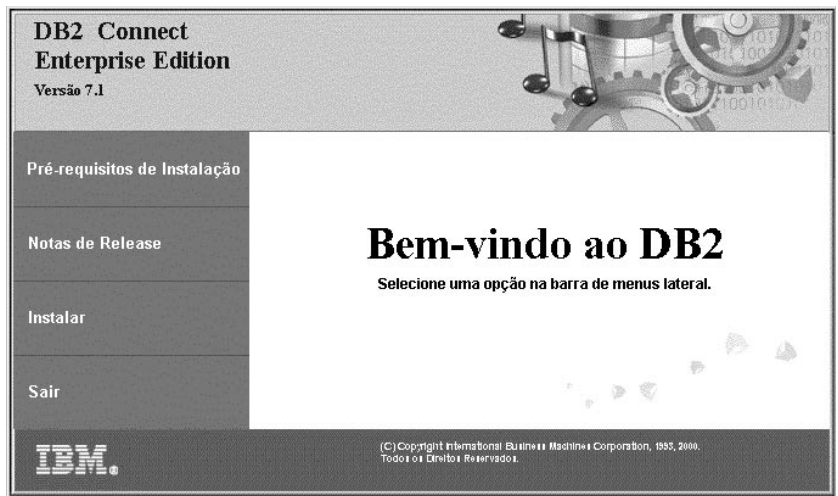 DB2 Connect
Enterprise Edition
Versão 7.1
Pré-requisitos de Instalação
Notas de Release
Instalar
Sair
Bem-vindo ao DB2
Selecione uma opção na barra de menus lateral.
IBM®
(C) Copyright International Business Machines Corporation, 1993, 2000.
Todos os Direitos Reservados.